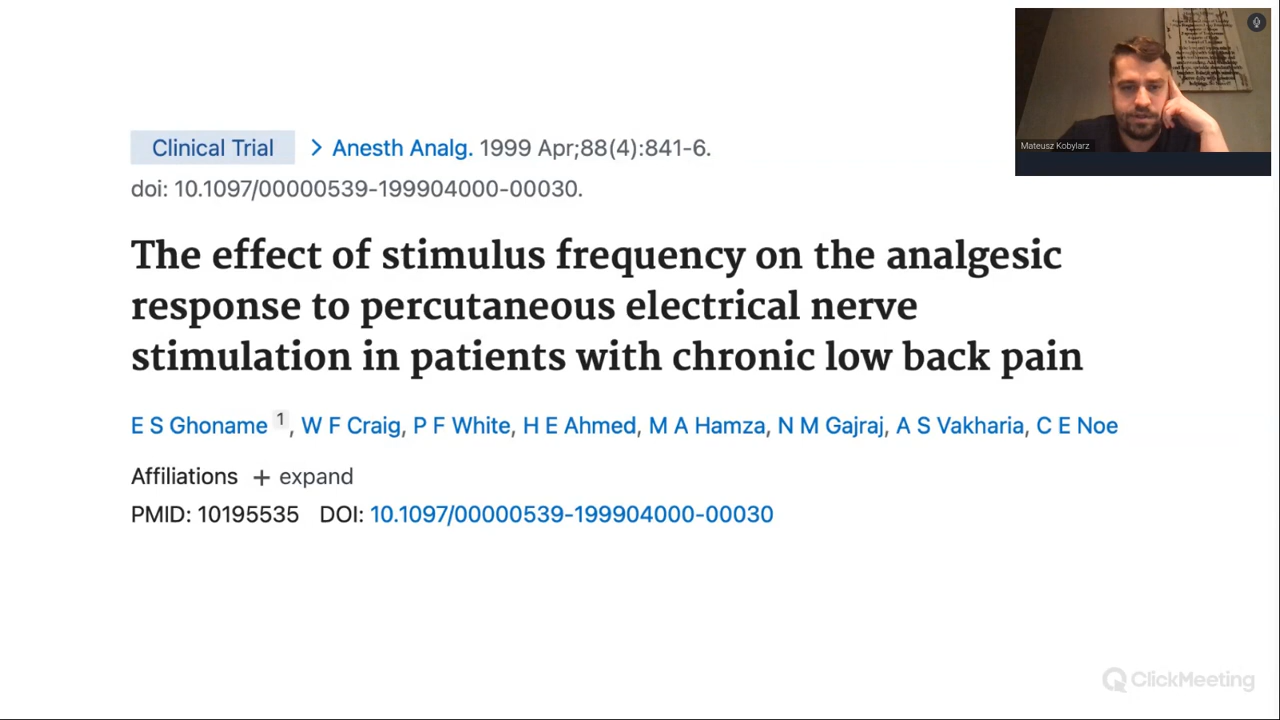 Clinical Trial > Anesth Analg. 1999 Apr;88(4):841-6.
doi: 10.1097/00000539-199904000-00030.
The effect of stimulus frequency on the analgesic
response to percutaneous electrical nerve
stimulation in patients with chronic low back pain
E S Ghoname 1, W F Craig, P F White, H E Ahmed, M A Hamza, N M Gajraj, A S Vakharia, C E Noe
Affiliations + expand
PMID: 10195535 DOI: 10.1097/00000539-199904000-00030
Mateusz Kobylarz
ClickMeeting